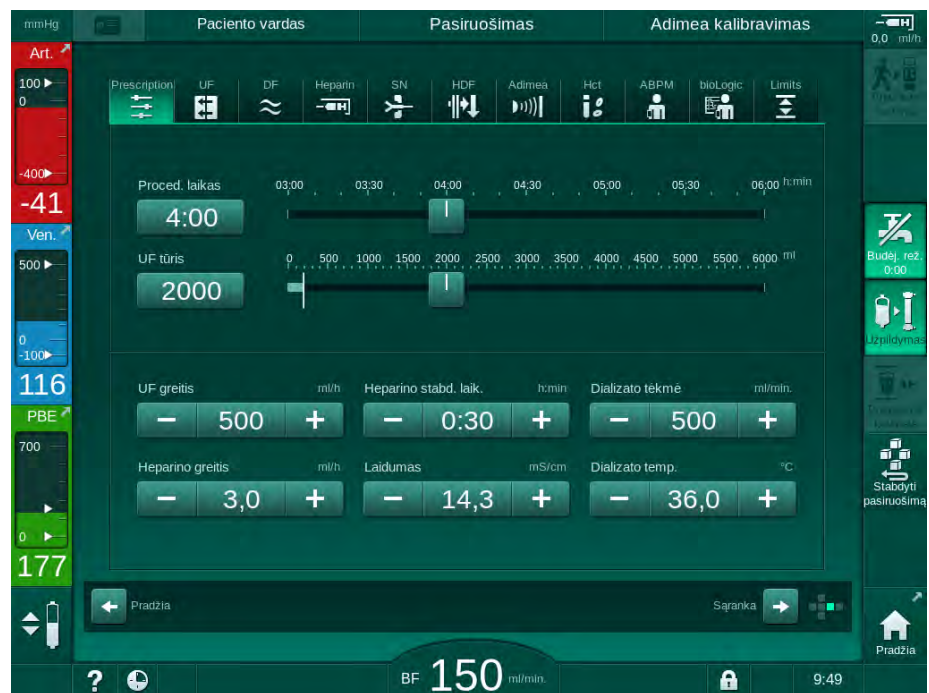 mmHg
Paciento vardas
Pasiruošimas
Adimea kalibravimas
0,0 ml/h
Art.
100
0
-400
-41
Ven.
500
0
-100
116
PBE
700
0
177
Prescription
UF
DF
Heparin
SN
HDF
Adimea
Hct
ABPM
bioLogic
Limits
Proced. laikas
4:00
03:00 03:30 04:00 04:30 05:00 05:30 06:00 h:min
UF tūris
2000
0 500 1000 1500 2000 2500 3000 3500 4000 4500 5000 5500 6000 ml
UF greitis ml/h
− 500 +
Heparino stabd. laik. h:min
− 0:30 +
Dializato tėkmė ml/min.
− 500 +
Heparino greitis ml/h
− 3,0 +
Laidumas mS/cm
− 14,3 +
Dializato temp. °C
− 36,0 +
Pradžia
Sąranka
Budėj. rež.
0:00
Užpildymas
Stabdyti
pasiruošimą
Pradžia
?
BF 150 ml/min.
9:49